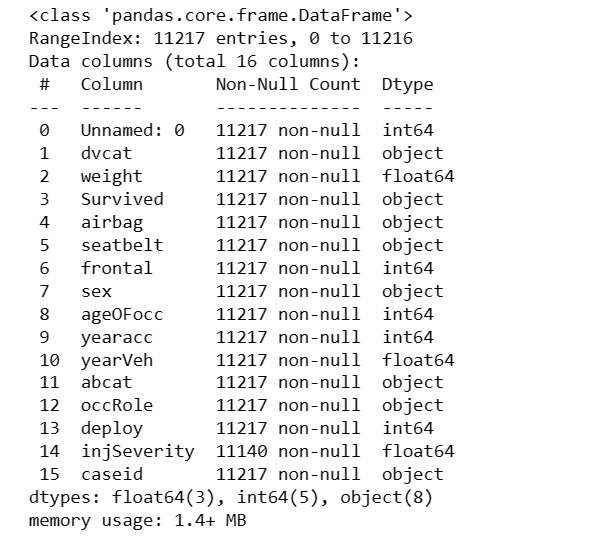 <class 'pandas.core.frame.DataFrame'>
RangeIndex: 11217 entries, 0 to 11216
Data columns (total 16 columns):
 #   Column       Non-Null Count  Dtype
---  ------       --------------  -----
 0   Unnamed: 0   11217 non-null  int64
 1   dvcat        11217 non-null  object
 2   weight       11217 non-null  float64
 3   Survived     11217 non-null  object
 4   airbag       11217 non-null  object
 5   seatbelt     11217 non-null  object
 6   frontal      11217 non-null  int64
 7   sex          11217 non-null  object
 8   ageOFocc     11217 non-null  int64
 9   yearacc      11217 non-null  int64
 10  yearVeh      11217 non-null  float64
 11  abcat        11217 non-null  object
 12  occRole      11217 non-null  object
 13  deploy       11217 non-null  int64
 14  injSeverity  11140 non-null  float64
 15  caseid       11217 non-null  object
dtypes: float64(3), int64(5), object(8)
memory usage: 1.4+ MB